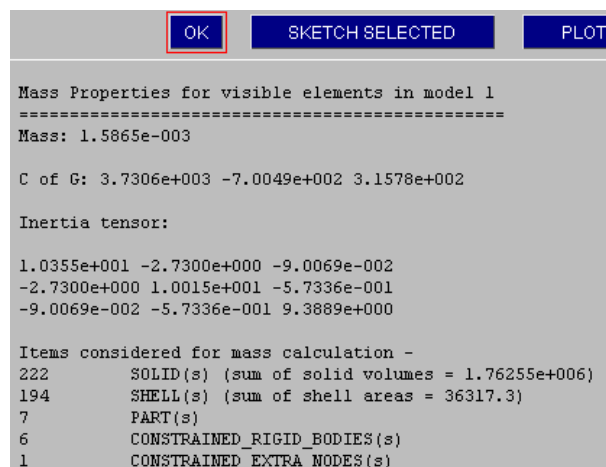 OK SKETCH SELECTED PLOT
Mass Properties for visible elements in model 1
================================================
Mass: 1.5865e-003
C of G: 3.7306e+003 -7.0049e+002 3.1578e+002
Inertia tensor:
1.0355e+001 -2.7300e+000 -9.0069e-002
-2.7300e+000 1.0015e+001 -5.7336e-001
-9.0069e-002 -5.7336e-001 9.3889e+000
Items considered for mass calculation -
222 SOLID(s) (sum of solid volumes = 1.76255e+006)
194 SHELL(s) (sum of shell areas = 36317.3)
7 PART(s)
6 CONSTRAINED_RIGID_BODIES(s)
1 CONSTRAINED_EXTRA_NODES(s)